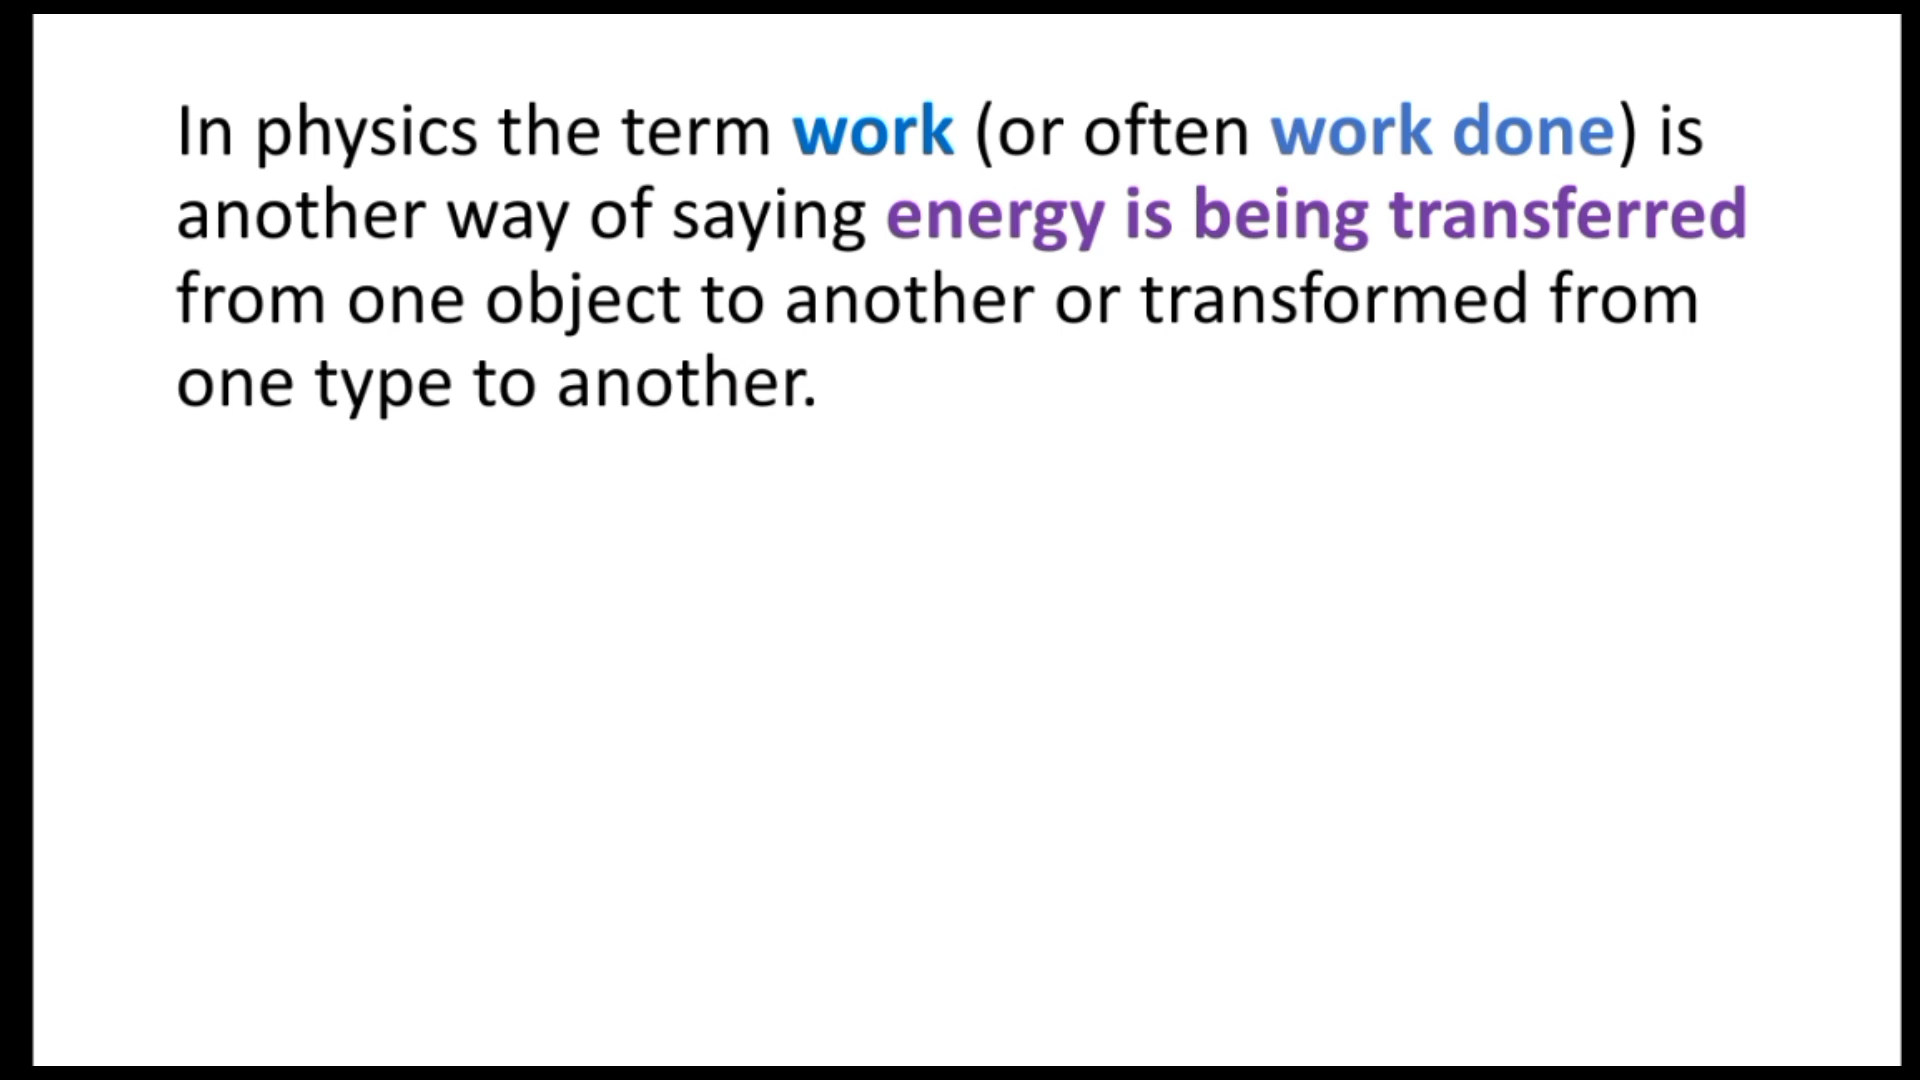 In physics the term work (or often work done) is
another way of saying energy is being transferred
from one object to another or transformed from
one type to another.